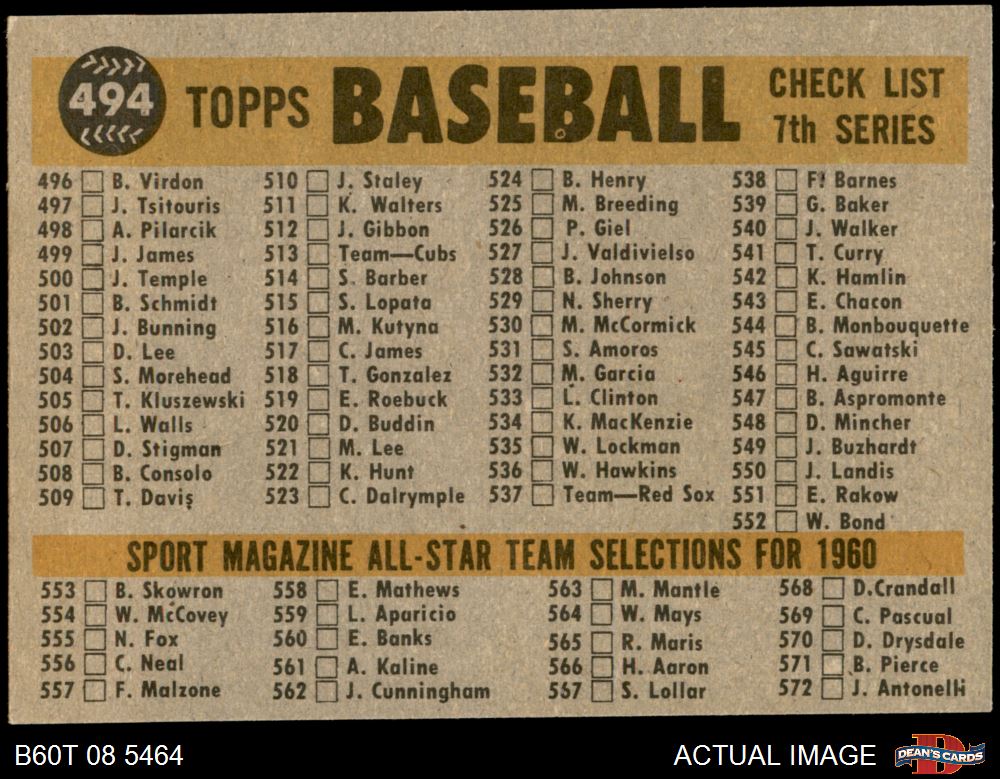 494 TOPPS BASEBALL CHECK LIST
7th SERIES
496 B. Virdon
497 J. Tsitouris
498 A. Pilarcik
499 J. James
500 J. Temple
501 B. Schmidt
502 J. Bunning
503 D. Lee
504 S. Morehead
505 T. Kluszewski
506 L. Walls
507 D. Stigman
508 B. Consolo
509 T. Davis
510 J. Staley
511 K. Walters
512 J. Gibbon
513 Team—Cubs
514 S. Barber
515 S. Lopata
516 M. Kutyna
517 C. James
518 T. Gonzalez
519 E. Roebuck
520 D. Buddin
521 M. Lee
522 K. Hunt
523 C. Dalrymple
524 B. Henry
525 M. Breeding
526 P. Giel
527 J. Valdivielso
528 B. Johnson
529 N. Sherry
530 M. McCormick
531 S. Amoros
532 M. Garcia
533 L. Clinton
534 K. MacKenzie
535 W. Lockman
536 W. Hawkins
537 Team—Red Sox
538 F. Barnes
539 G. Baker
540 J. Walker
541 T. Curry
542 K. Hamlin
543 E. Chacon
544 B. Monbouquette
545 C. Sawatski
546 H. Aguirre
547 B. Aspromonte
548 D. Mincher
549 J. Buzhardt
550 J. Landis
551 E. Rakow
552 W. Bond
SPORT MAGAZINE ALL-STAR TEAM SELECTIONS FOR 1960
553 B. Skowron
554 W. McCovey
555 N. Fox
556 C. Neal
557 F. Malzone
558 E. Mathews
559 L. Aparicio
560 E. Banks
561 A. Kaline
562 J. Cunningham
563 M. Mantle
564 W. Mays
565 R. Maris
566 H. Aaron
567 S. Lollar
568 D.Crandall
569 C. Pascual
570 D. Drysdale
571 B. Pierce
572 J. Antonelli
B60T 08 5464
ACTUAL IMAGE
D
DEAN'S CARDS